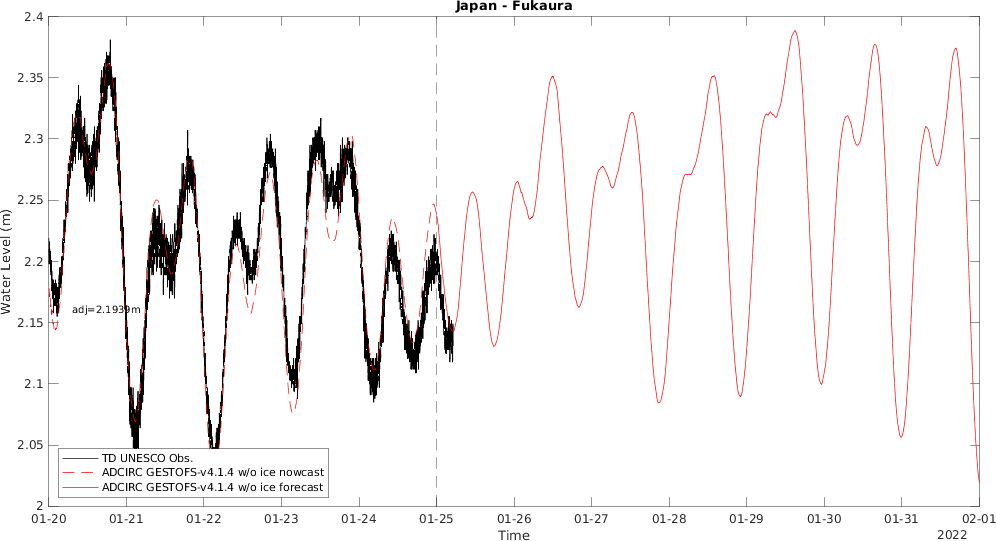 Japan - Fukaura
2.4
2.35
2.3
2.25
2.2
2.15
2.1
2.05
2
Water Level (m)
adj=2.1939m
TD UNESCO Obs.
ADCIRC GESTOFS-v4.1.4 w/o ice nowcast
ADCIRC GESTOFS-v4.1.4 w/o ice forecast
01-20 01-21 01-22 01-23 01-24 01-25 01-26 01-27 01-28 01-29 01-30 01-31 02-01
Time
2022